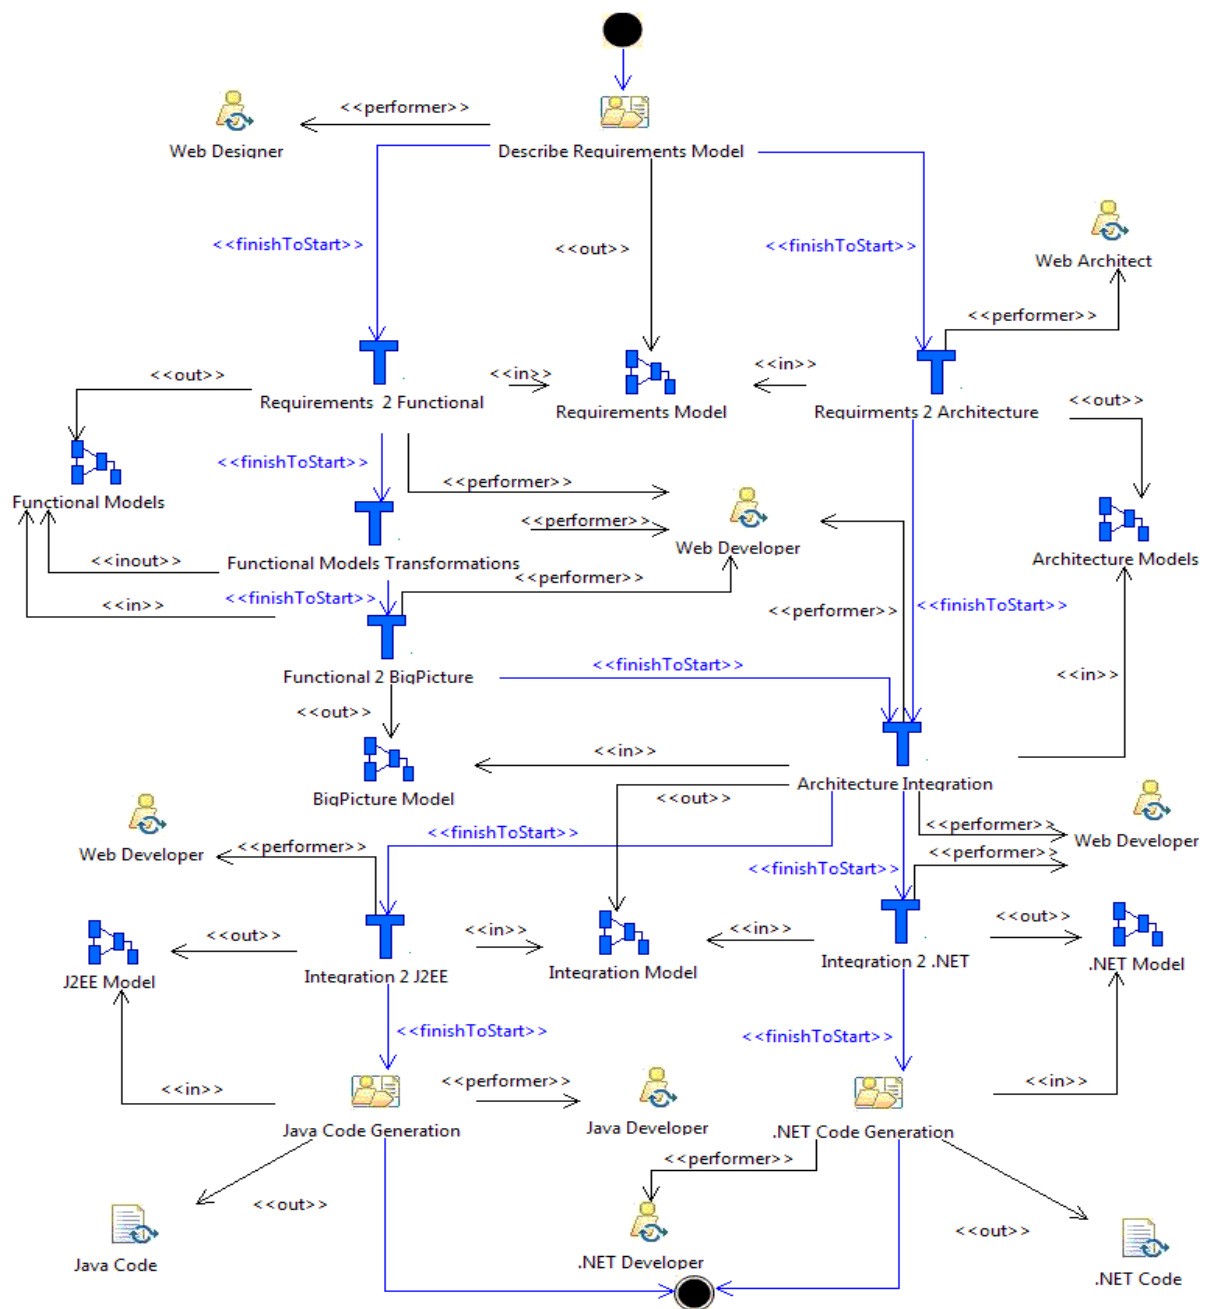 <<performer>>
Web Designer
Describe Requirements Model
<<finishToStart>>
<<out>>
<<finishToStart>>
Web Architect
<<performer>>
<<out>>
<<in>>
<<in>>
Requirements 2 Functional
Requirements Model
Requirments 2 Architecture
<<out>>
<<finishToStart>>
<<performer>>
Functional Models
<<performer>>
Web Developer
Architecture Models
<<inout>>
Functional Models Transformations
<<performer>>
<<in>>
<<finishToStart>>
<<performer>>
<<finishToStart>>
Functional 2 BigPicture
<<finishToStart>>
<<in>>
<<out>>
<<in>>
BigPicture Model
<<out>>
Architecture Integration
<<finishToStart>>
<<performer>>
Web Developer
<<performer>>
Web Developer
<<performer>>
<<finishToStart>>
<<out>>
<<in>>
<<in>>
<<out>>
J2EE Model
Integration 2 J2EE
Integration Model
Integration 2 .NET
.NET Model
<<finishToStart>>
<<finishToStart>>
<<in>>
<<performer>>
<<in>>
Java Code Generation
Java Developer
.NET Code Generation
<<performer>>
<<out>>
<<out>>
Java Code
.NET Developer
.NET Code